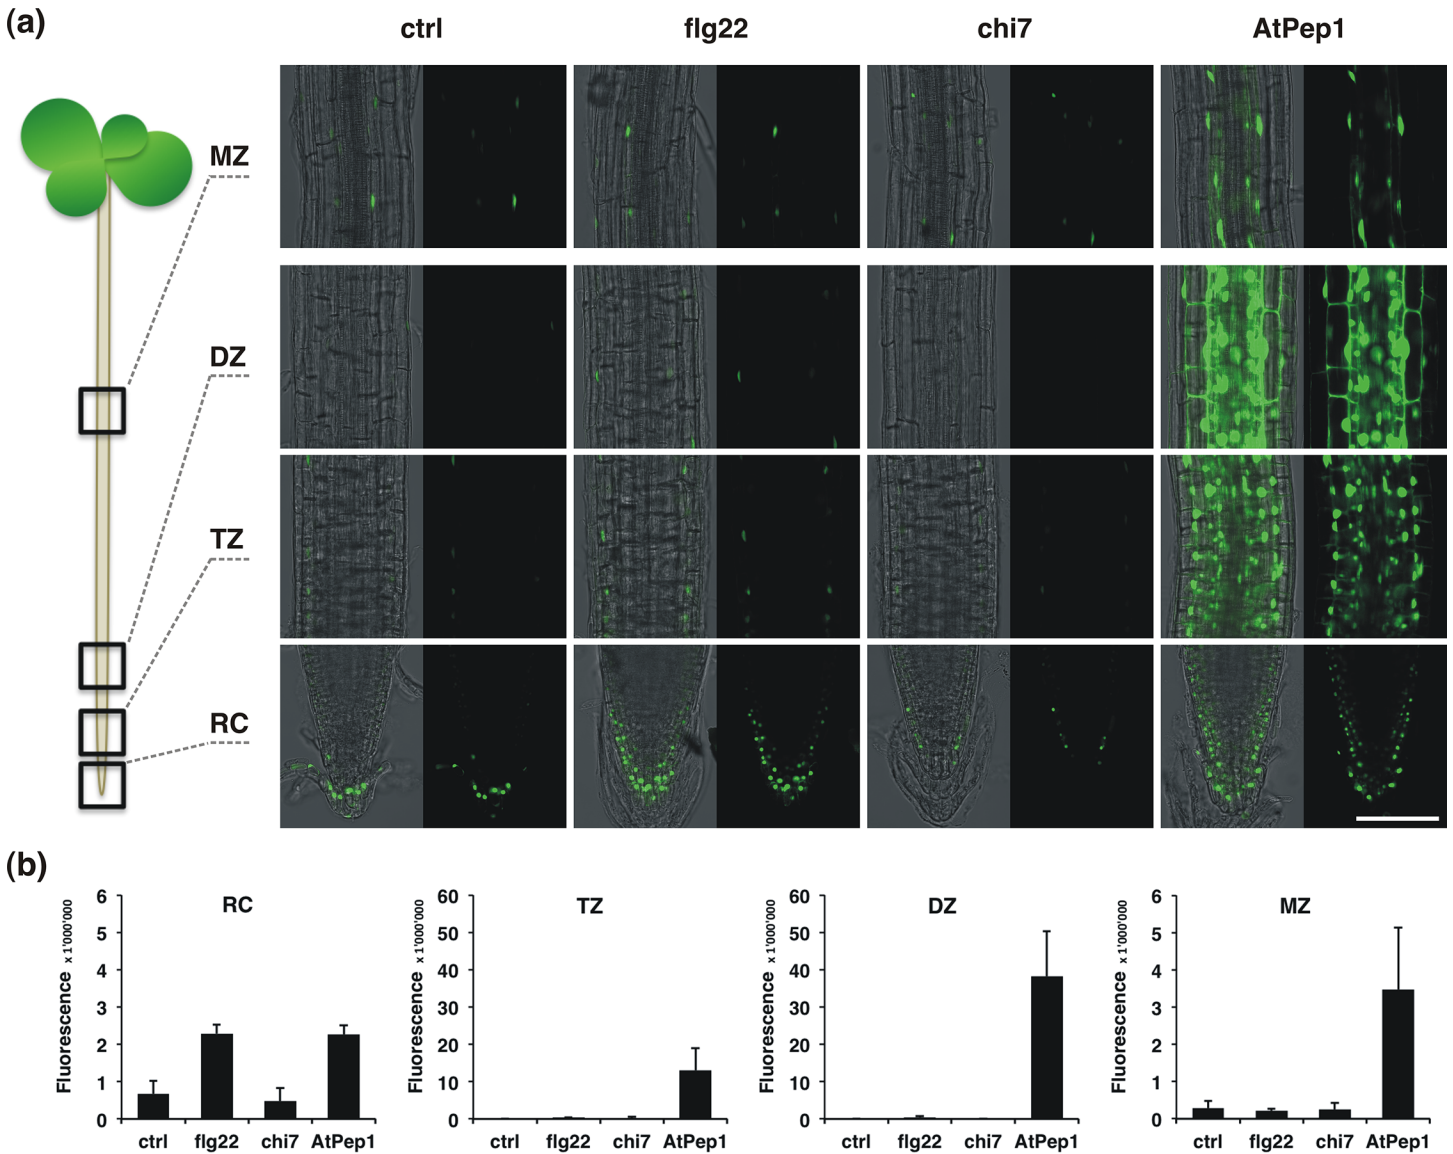 (a)
ctrl flg22 chi7 AtPep1
MZ
DZ
TZ
RC
(b)
RC
Fluorescence x 1'000'000
6
5
4
3
2
1
0
ctrl flg22 chi7 AtPep1
TZ
Fluorescence x 1'000'000
60
50
40
30
20
10
0
ctrl flg22 chi7 AtPep1
DZ
Fluorescence x 1'000'000
60
50
40
30
20
10
0
ctrl flg22 chi7 AtPep1
MZ
Fluorescence x 1'000'000
6
5
4
3
2
1
0
ctrl flg22 chi7 AtPep1